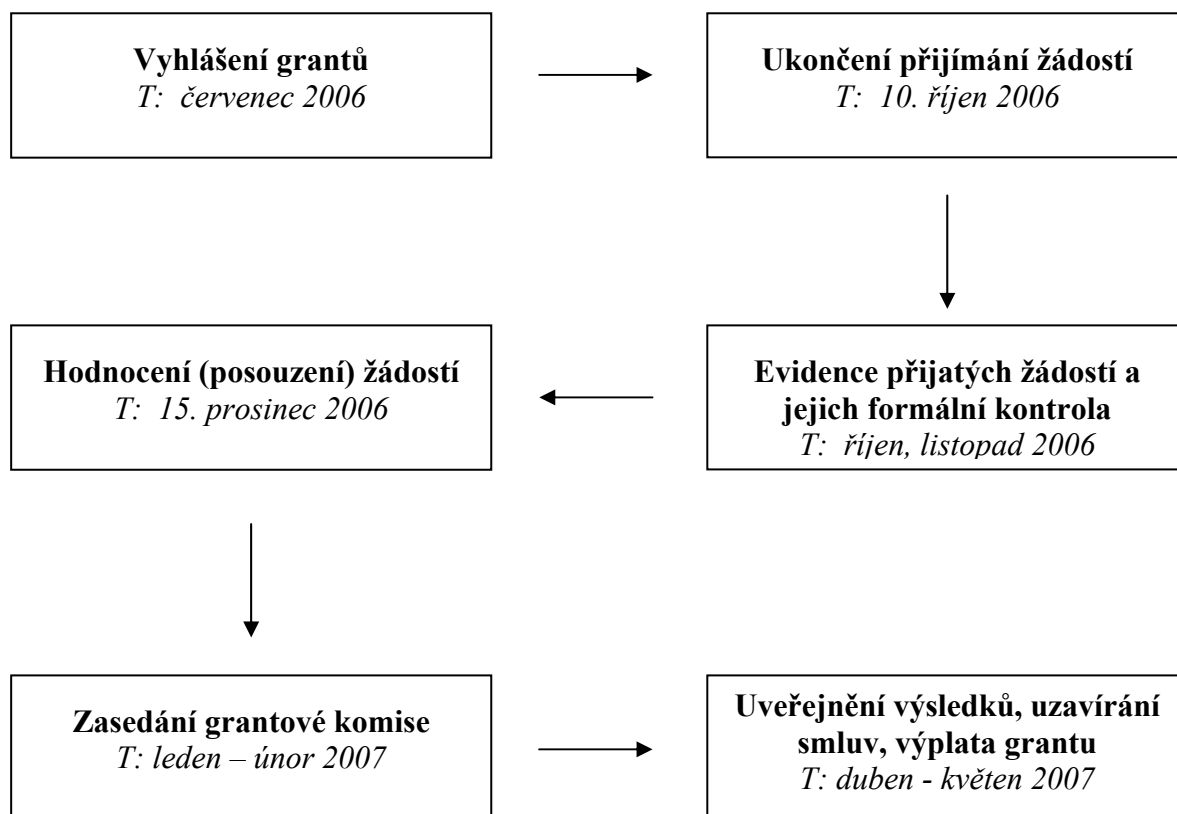 Vyhlášení grantů
T:  červenec 2006
Ukončení přijímání žádostí
T:  10. říjen 2006
Evidence přijatých žádostí a
jejich formální kontrola
T:  říjen, listopad 2006
Hodnocení (posouzení) žádostí
T:  15. prosinec 2006
Zasedání grantové komise
T: leden – únor 2007
Uveřejnění výsledků, uzavírání
smluv, výplata grantu
T: duben - květen 2007